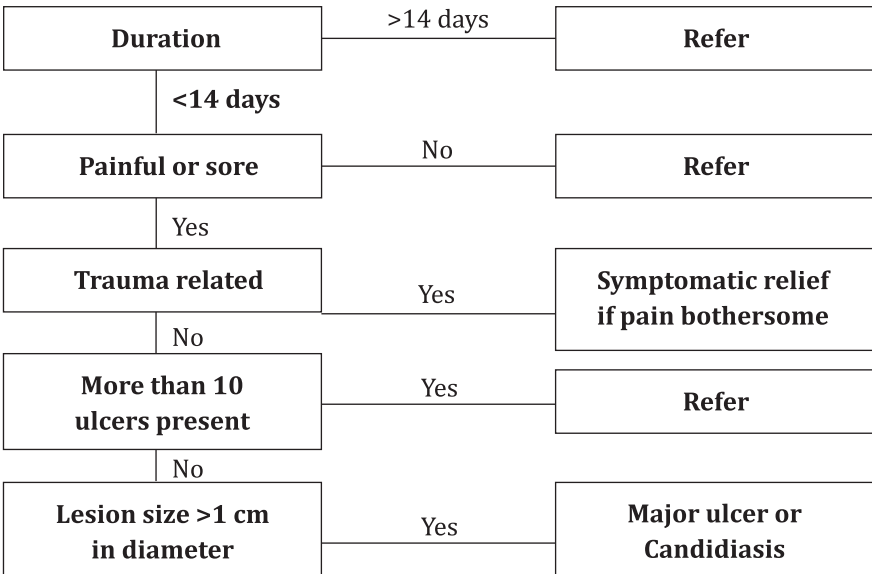 Duration
>14 days
Refer
<14 days
Painful or sore
No
Refer
Yes
Trauma related
Yes
Symptomatic relief
if pain bothersome
No
More than 10
ulcers present
Yes
Refer
No
Lesion size >1 cm
in diameter
Yes
Major ulcer or
Candidiasis